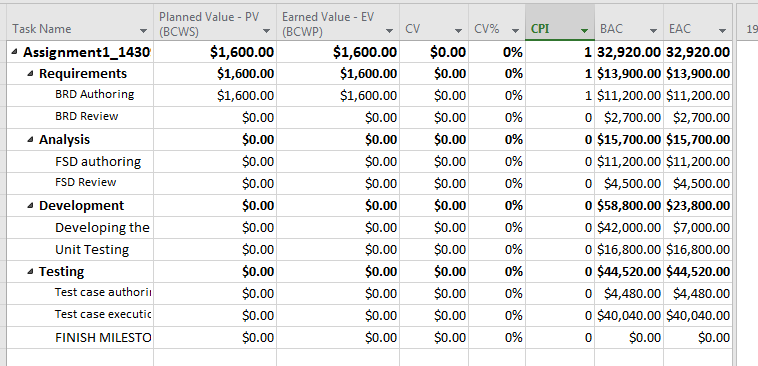 Task Name Planned Value - PV (BCWS) Earned Value - EV (BCWP) CV CV% CPI BAC EAC 19
Assignment1_1430 $1,600.00 $1,600.00 $0.00 0% 1 32,920.00 32,920.00
Requirements $1,600.00 $1,600.00 $0.00 0% 1 $13,900.00 $13,900.00
BRD Authoring $1,600.00 $1,600.00 $0.00 0% 1 $11,200.00 $11,200.00
BRD Review $0.00 $0.00 $0.00 0% 0 $2,700.00 $2,700.00
Analysis $0.00 $0.00 $0.00 0% 0 $15,700.00 $15,700.00
FSD authoring $0.00 $0.00 $0.00 0% 0 $11,200.00 $11,200.00
FSD Review $0.00 $0.00 $0.00 0% 0 $4,500.00 $4,500.00
Development $0.00 $0.00 $0.00 0% 0 $58,800.00 $23,800.00
Developing the $0.00 $0.00 $0.00 0% 0 $42,000.00 $7,000.00
Unit Testing $0.00 $0.00 $0.00 0% 0 $16,800.00 $16,800.00
Testing $0.00 $0.00 $0.00 0% 0 $44,520.00 $44,520.00
Test case authori $0.00 $0.00 $0.00 0% 0 $4,480.00 $4,480.00
Test case executic $0.00 $0.00 $0.00 0% 0 $40,040.00 $40,040.00
FINISH MILESTO $0.00 $0.00 $0.00 0% 0 $0.00 $0.00